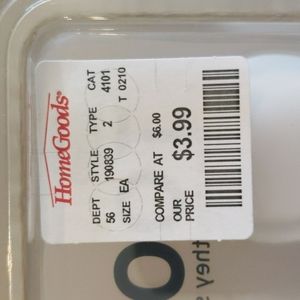 HomeGoods®
DEPT STYLE TYPE CAT
56 190839 2 4101
SIZE EA T 0210
COMPARE AT $6.00
OUR PRICE $3.99
O
they